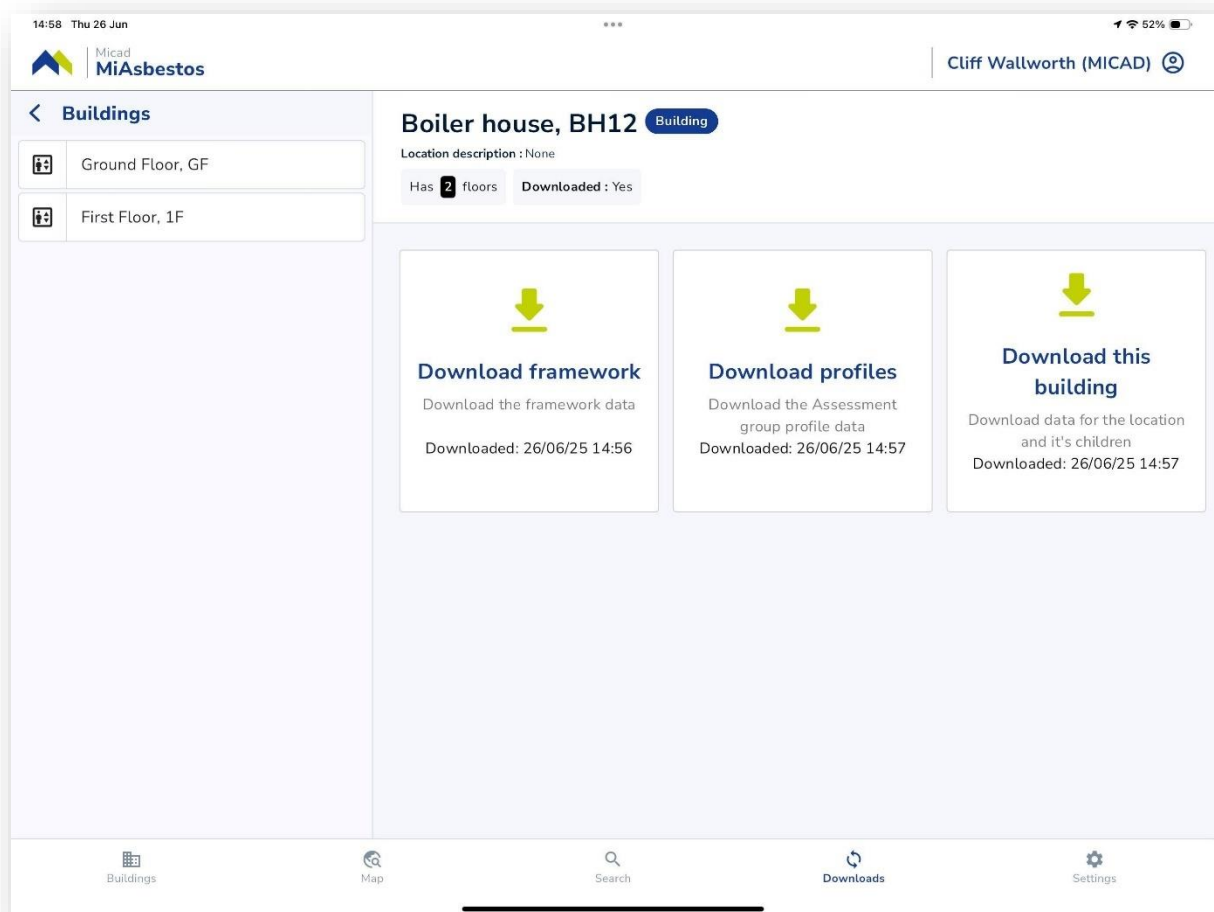 14:58 Thu 26 Jun
52%
Micad
MiAsbestos
Cliff Wallworth (MICAD)
Buildings
Ground Floor, GF
First Floor, 1F
Boiler house, BH12 Building
Location description : None
Has 2 floors Downloaded : Yes
Download framework
Download the framework data
Downloaded: 26/06/25 14:56
Download profiles
Download the Assessment
group profile data
Downloaded: 26/06/25 14:57
Download this
building
Download data for the location
and it's children
Downloaded: 26/06/25 14:57
Buildings
Map
Search
Downloads
Settings